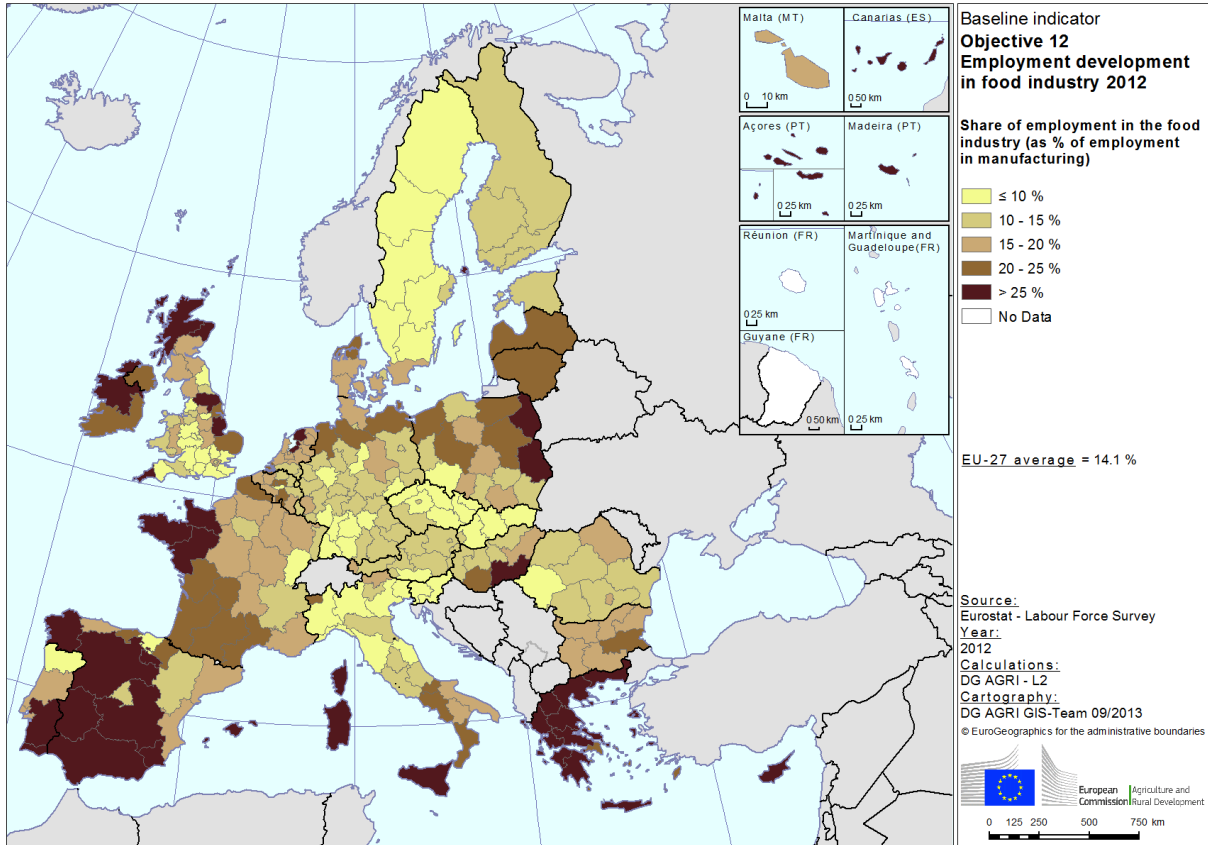 Malta (MT)
0 10 km
Canarias (ES)
0 50 km
Açores (PT)
0 25 km
Madeira (PT)
0 25 km
Réunion (FR)
0 25 km
Martinique and
Guadeloupe(FR)
0 25 km
Guyane (FR)
0 50 km
Baseline indicator
Objective 12
Employment development
in food industry 2012
Share of employment in the food
industry (as % of employment
in manufacturing)
≤ 10 %
10 - 15 %
15 - 20 %
20 - 25 %
> 25 %
No Data
EU-27 average = 14.1 %
Source:
Eurostat - Labour Force Survey
Year:
2012
Calculations:
DG AGRI - L2
Cartography:
DG AGRI GIS-Team 09/2013
© EuroGeographics for the administrative boundaries
European
Commission
Agriculture and
Rural Development
0 125 250 500 750 km